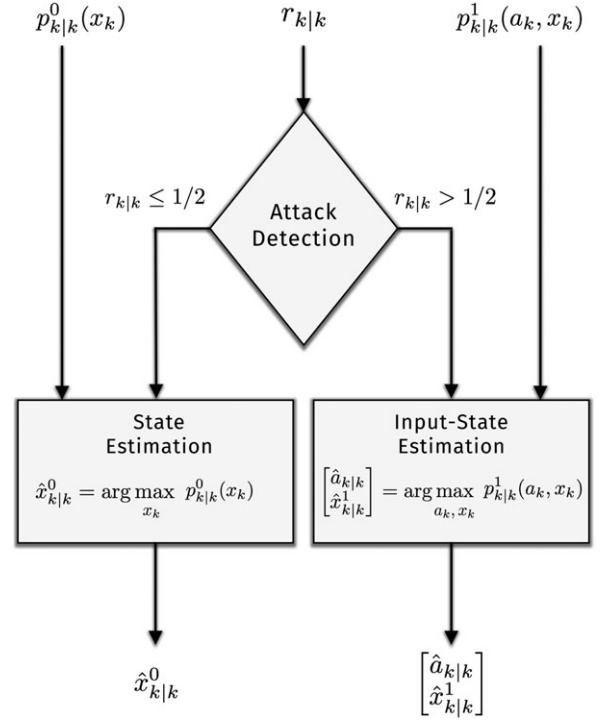 p^0_{k|k}(x_k)
r_{k|k}
p^1_{k|k}(a_k, x_k)
r_{k|k} ≤ 1/2
r_{k|k} > 1/2
Attack
Detection
State
Estimation
x̂^0_{k|k} = arg max_{x_k} p^0_{k|k}(x_k)
Input-State
Estimation
[â_{k|k} x̂^1_{k|k}] = arg max_{a_k, x_k} p^1_{k|k}(a_k, x_k)
x̂^0_{k|k}
[â_{k|k}
x̂^1_{k|k}]